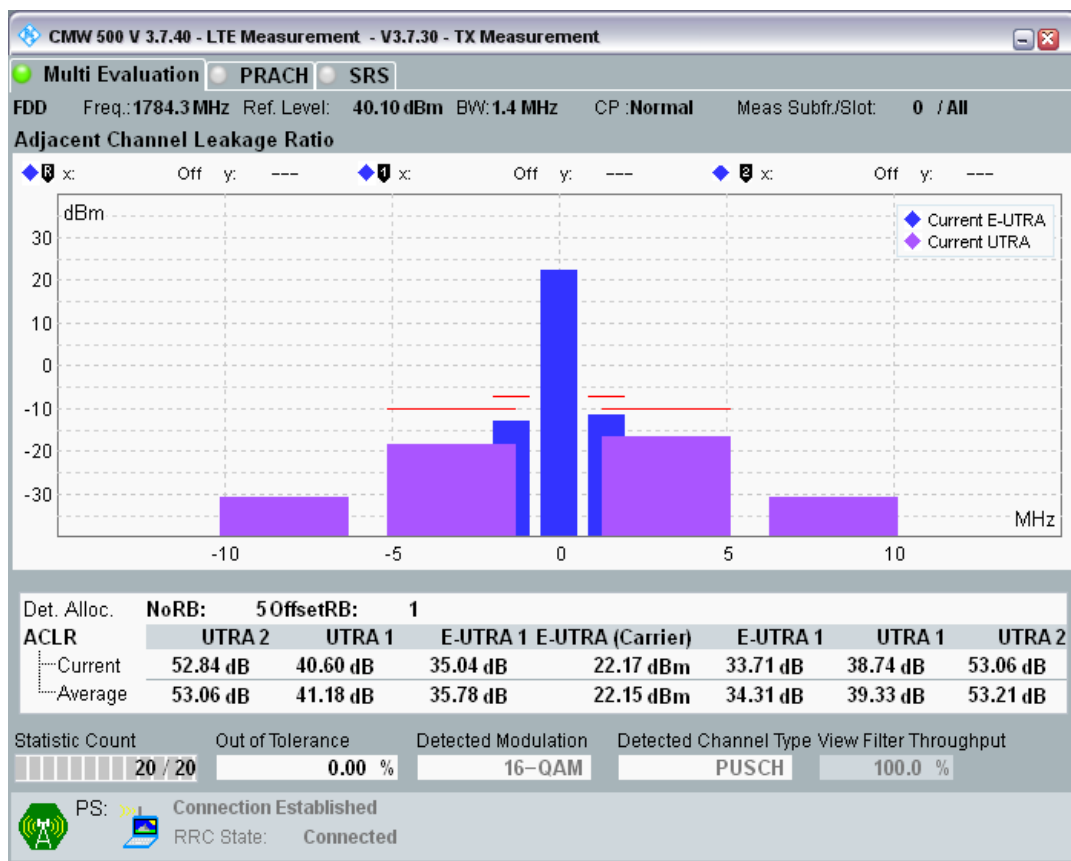 CMW 500 V 3.7.40 - LTE Measurement - V3.7.30 - TX Measurement
Multi Evaluation PRACH SRS
FDD Freq.: 1784.3 MHz Ref. Level: 40.10 dBm BW: 1.4 MHz CP :Normal Meas Subfr./Slot: 0 / All
Adjacent Channel Leakage Ratio
R x: Off y: --- 1 x: Off y: --- 2 x: Off y: ---
dBm
Current E-UTRA
Current UTRA
30
20
10
0
-10
-20
-30
MHz
-10 -5 0 5 10
Det. Alloc. NoRB: 5 OffsetRB: 1
ACLR UTRA 2 UTRA 1 E-UTRA 1 E-UTRA (Carrier) E-UTRA 1 UTRA 1 UTRA 2
Current 52.84 dB 40.60 dB 35.04 dB 22.17 dBm 33.71 dB 38.74 dB 53.06 dB
Average 53.06 dB 41.18 dB 35.78 dB 22.15 dBm 34.31 dB 39.33 dB 53.21 dB
Statistic Count Out of Tolerance Detected Modulation Detected Channel Type View Filter Throughput
20 / 20 0.00 % 16-QAM PUSCH 100.0 %
PS: Connection Established
RRC State: Connected